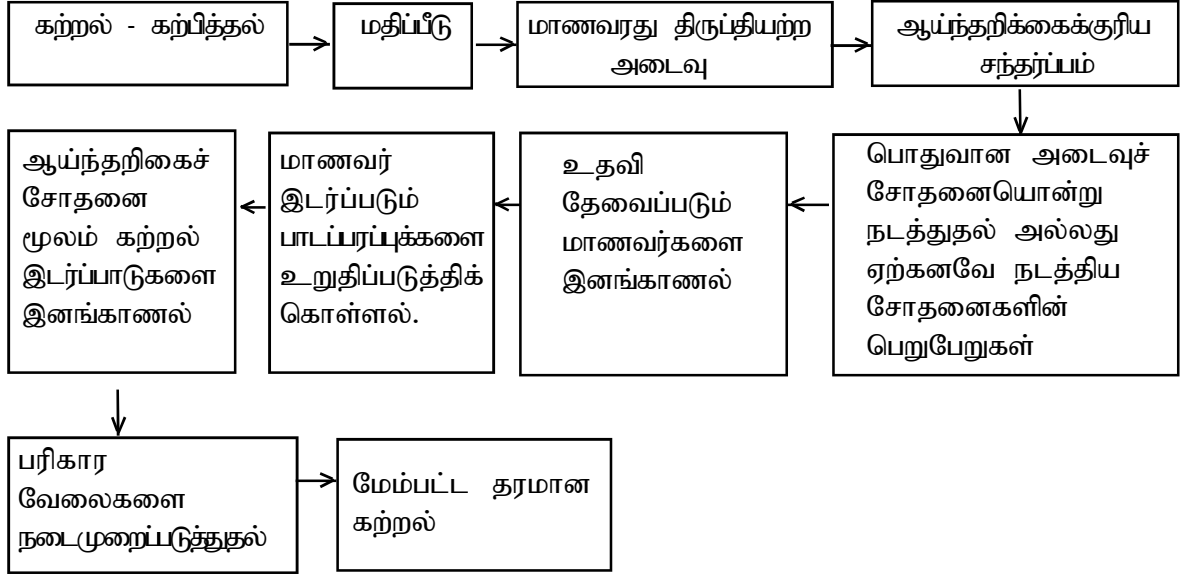 கற்றல் - கற்பித்தல்
மதிப்பீடு
மாணவரது திருப்தியற்ற
அடைவு
ஆய்ந்தறிக்கைக்குரிய
சந்தர்ப்பம்
பொதுவான அடைவுச்
சோதனையொன்று
நடத்துதல் அல்லது
ஏற்கனவே நடத்திய
சோதனைகளின்
பெறுபேறுகள்
உதவி
தேவைப்படும்
மாணவர்களை
இனங்காணல்
மாணவர்
இடர்ப்படும்
பாடப்பரப்புக்களை
உறுதிப்படுத்திக்
கொள்ளல்.
ஆய்ந்தறிகைச்
சோதனை
மூலம் கற்றல்
இடர்ப்பாடுகளை
இனங்காணல்
பரிகார
வேலைகளை
நடைமுறைப்படுத்துதல்
மேம்பட்ட தரமான
கற்றல்